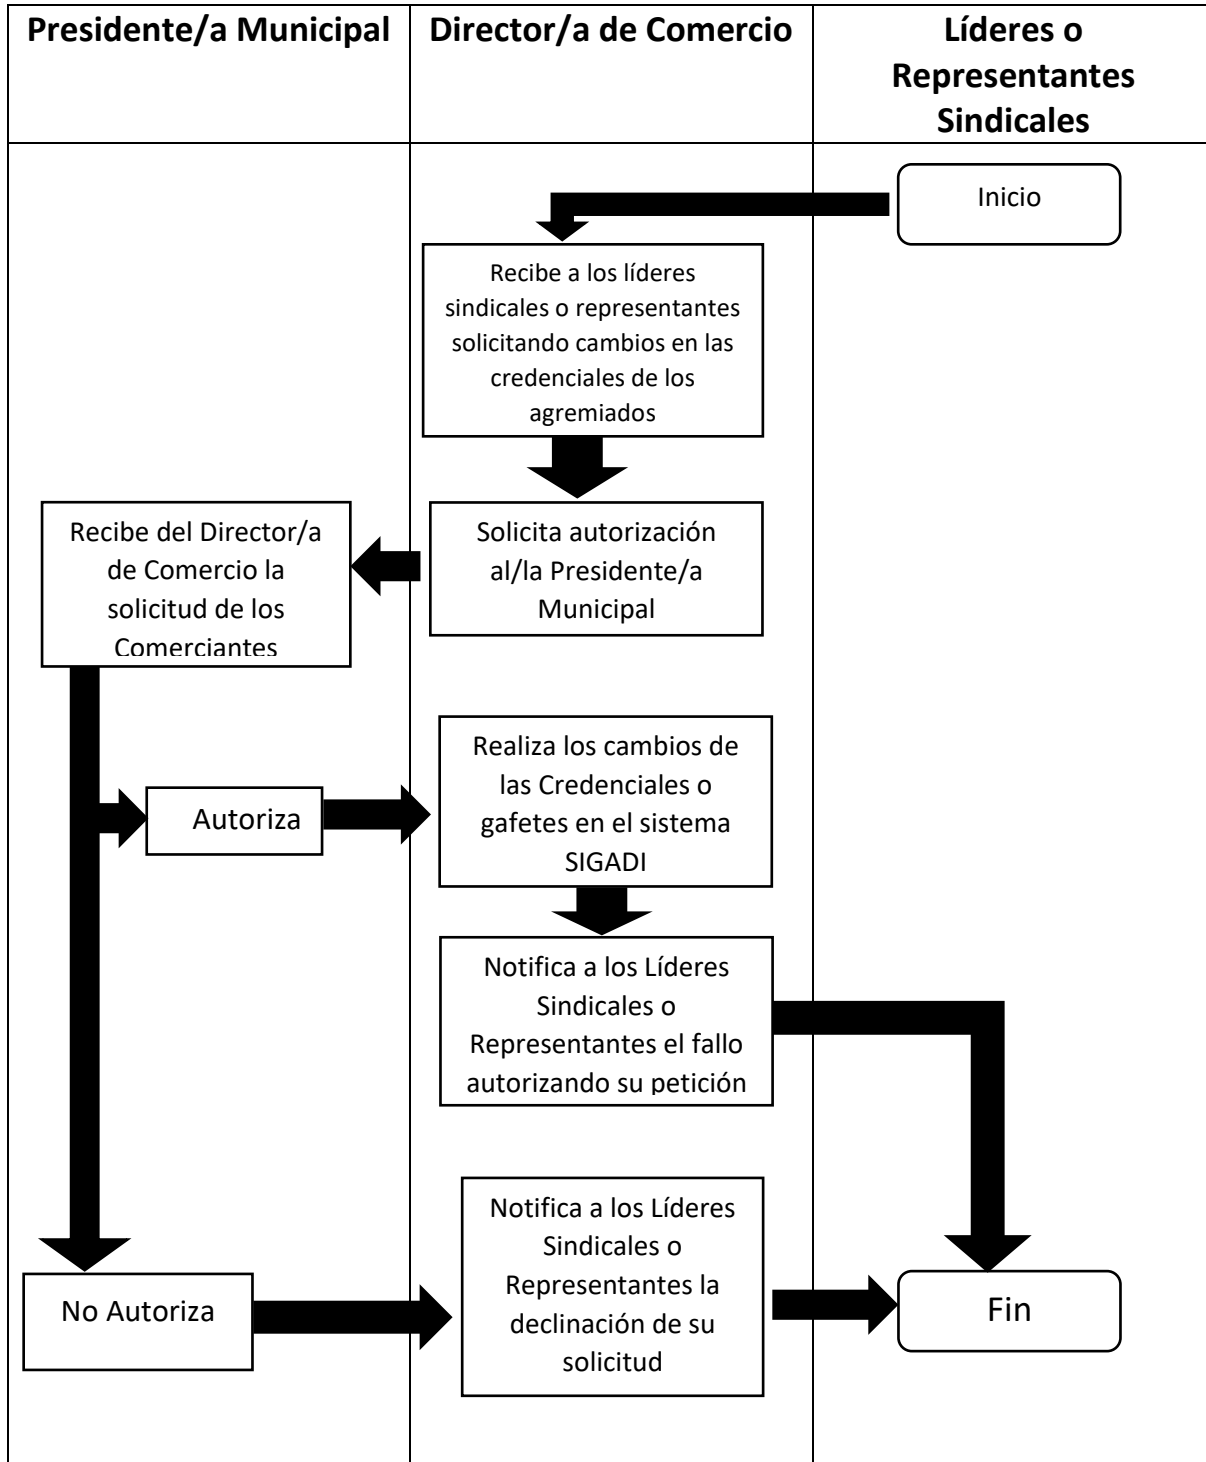 Presidente/a Municipal
Director/a de Comercio
Líderes o
Representantes
Sindicales
Inicio
Recibe a los líderes
sindicales o representantes
solicitando cambios en las
credenciales de los
agremiados
Solicita autorización
al/la Presidente/a
Municipal
Recibe del Director/a
de Comercio la
solicitud de los
Comerciantes
Autoriza
Realiza los cambios de
las Credenciales o
gafetes en el sistema
SIGADI
Notifica a los Líderes
Sindicales o
Representantes el fallo
autorizando su petición
No Autoriza
Notifica a los Líderes
Sindicales o
Representantes la
declinación de su
solicitud
Fin